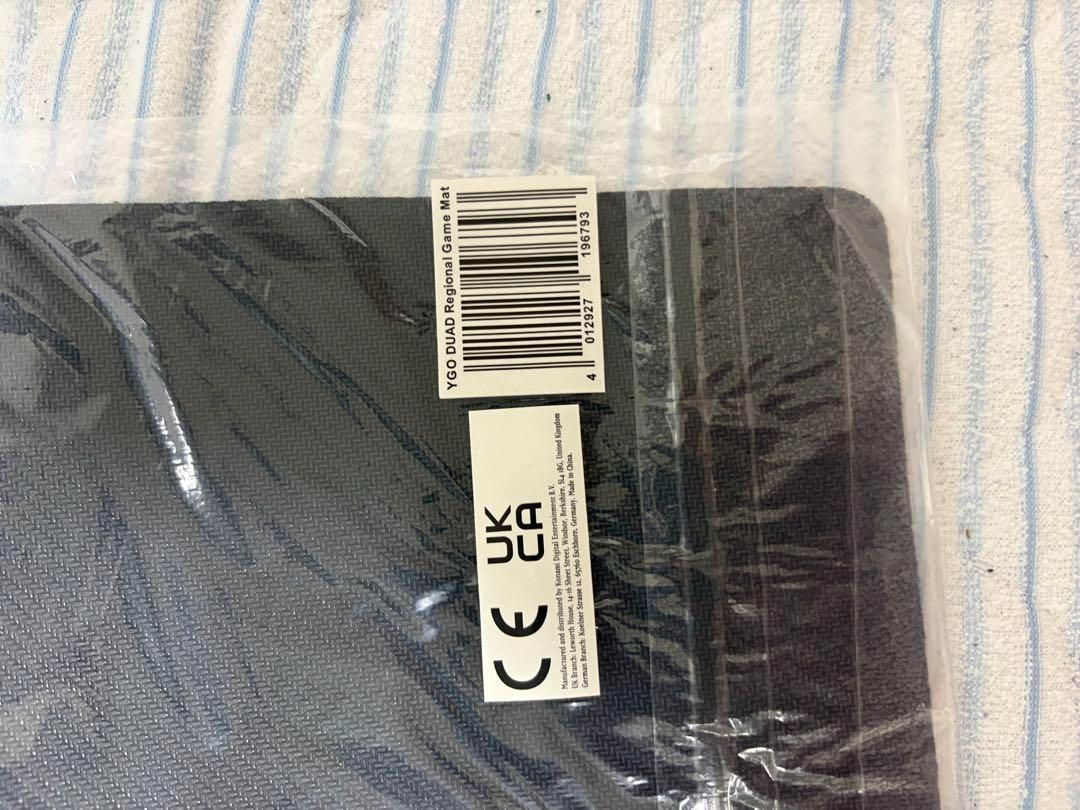 YGO DUAD Regional Game Mat
4 012927 196793
CE UK
CA
Manufactured and distributed by Konami Digital Entertainment B.V.
UK Branch: Leworth House, 14-16 Sheet Street, Windsor, Berkshire, SL4 1BG, United Kingdom
German Branch: Koelner Strasse 12, 65760 Eschborn, Germany. Made in China.